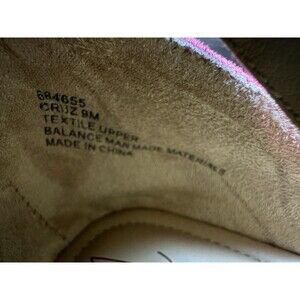 684655
CRUZ 9M
TEXTILE UPPER
BALANCE MAN MADE MATERIALS
MADE IN CHINA